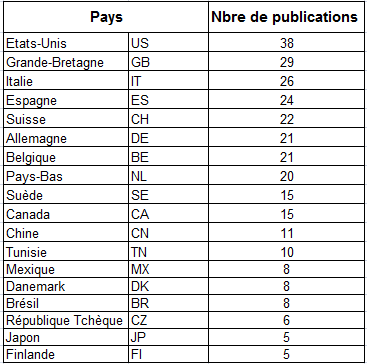 Pays Nbre de publications
Etats-Unis US 38
Grande-Bretagne GB 29
Italie IT 26
Espagne ES 24
Suisse CH 22
Allemagne DE 21
Belgique BE 21
Pays-Bas NL 20
Suède SE 15
Canada CA 15
Chine CN 11
Tunisie TN 10
Mexique MX 8
Danemark DK 8
Brésil BR 8
République Tchèque CZ 6
Japon JP 5
Finlande FI 5